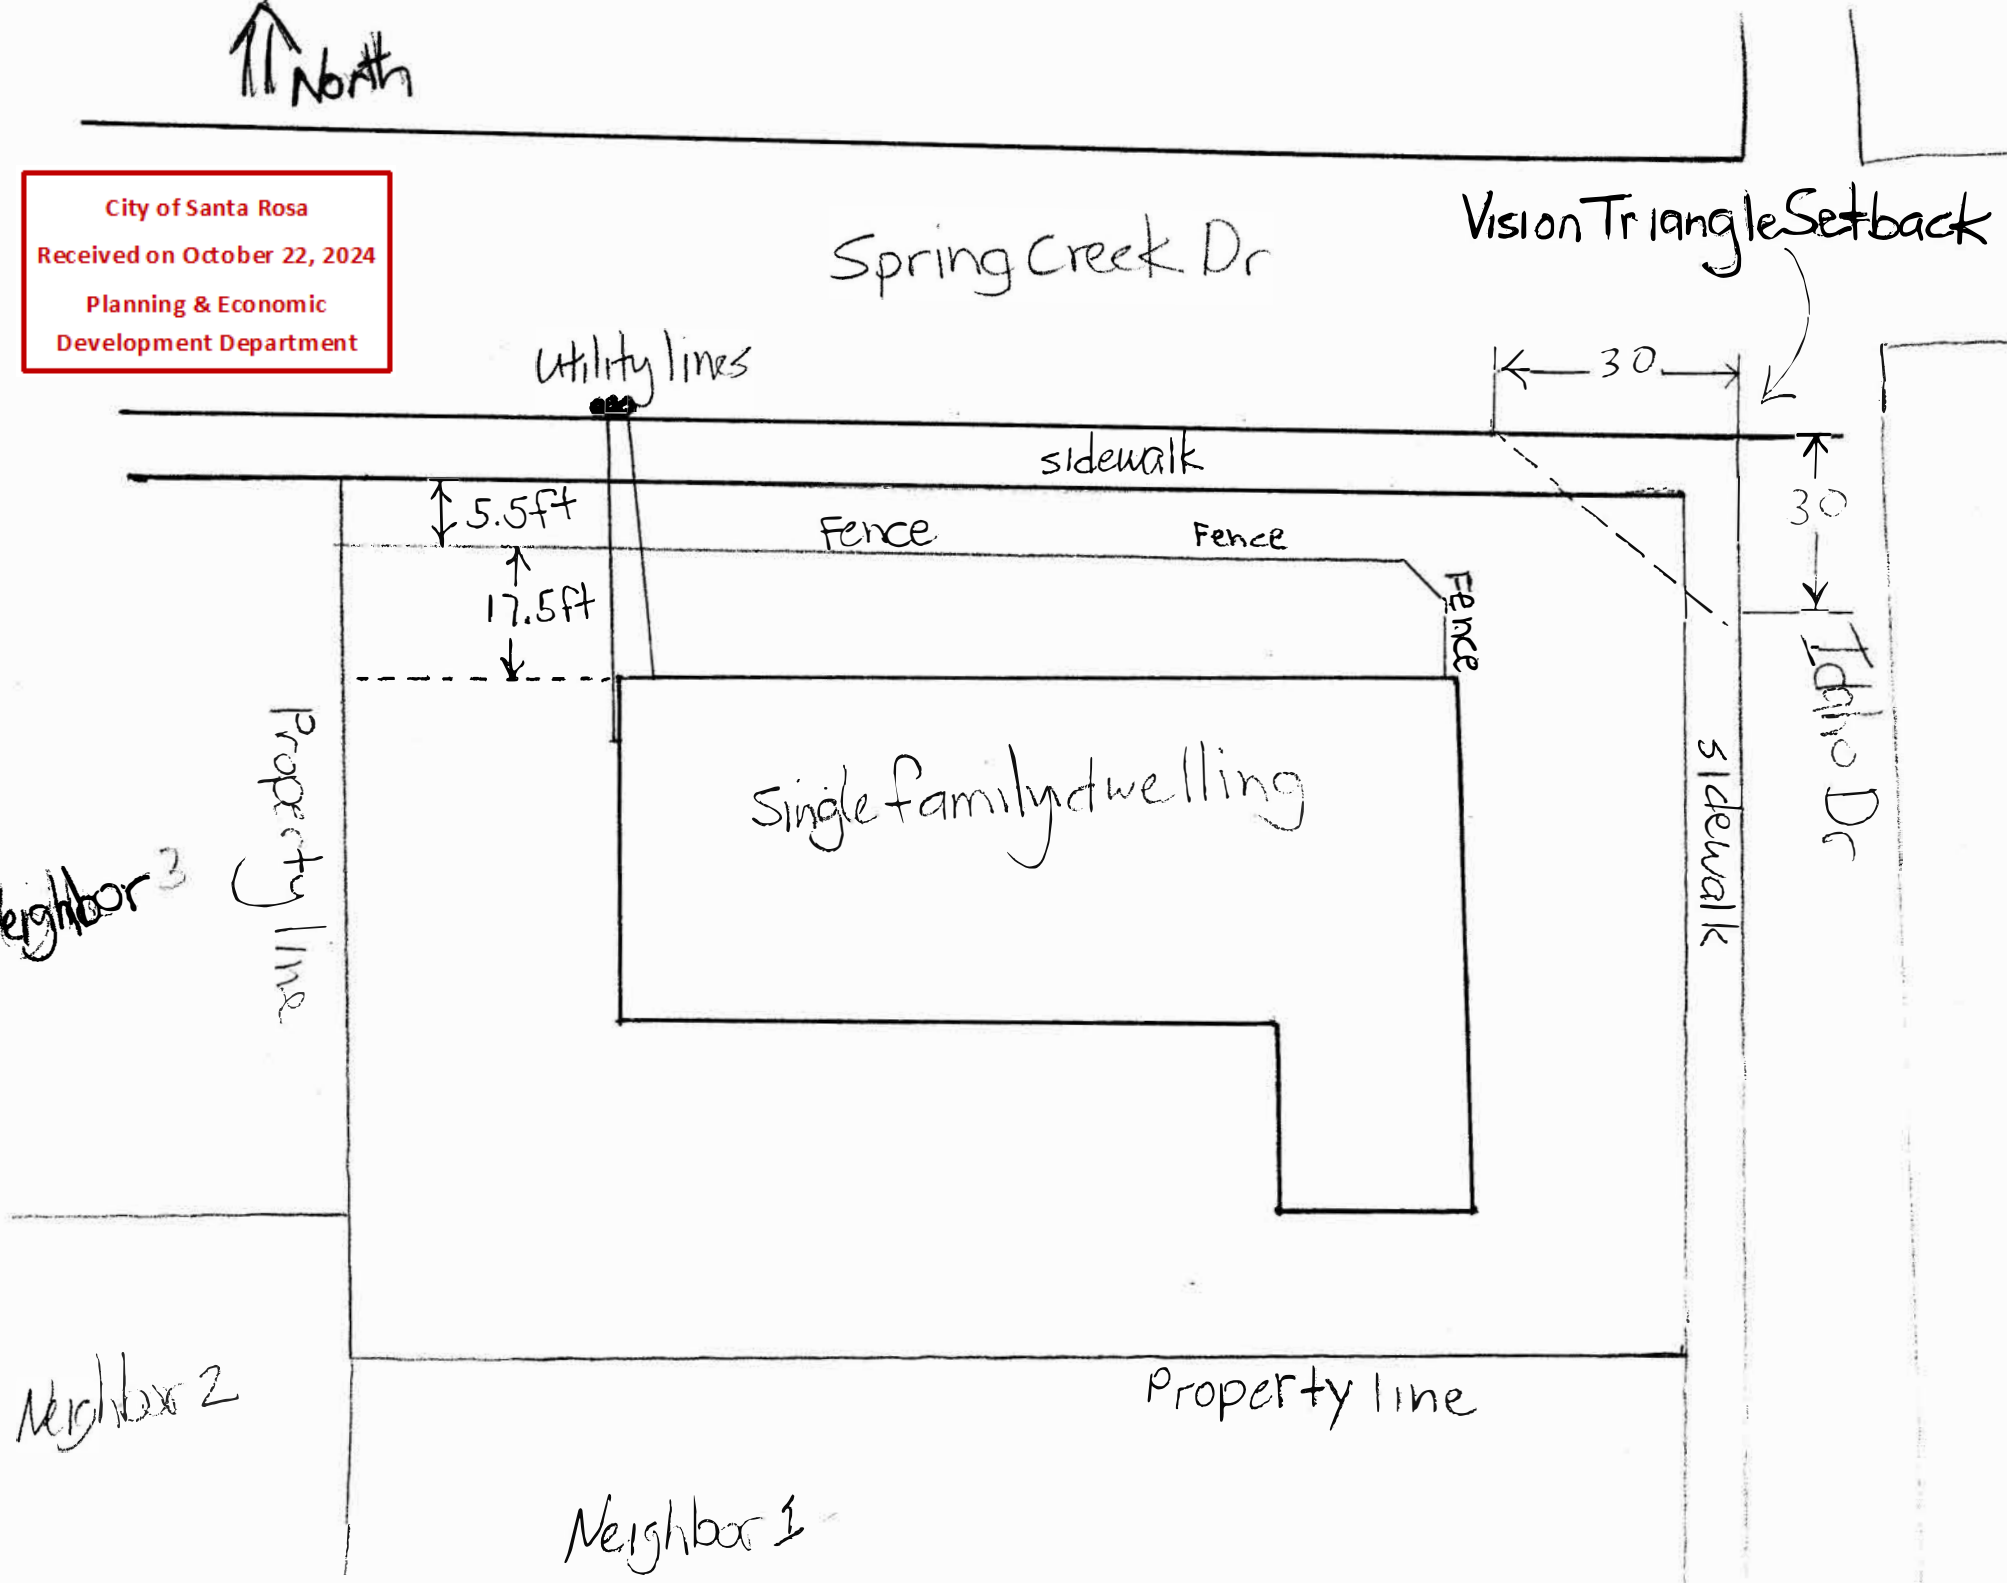 North
City of Santa Rosa
Received on October 22, 2024
Planning & Economic
Development Department
Vision Triangle Setback
Spring Creek Dr
Utility lines
30
sidewalk
5.5ft
30
Fence
Fence
17.5ft
Fence
Idaho Dr
Property line
single family dwelling
sidewalk
eighbor 3
Property line
Neighbor 2
Neighbor 1